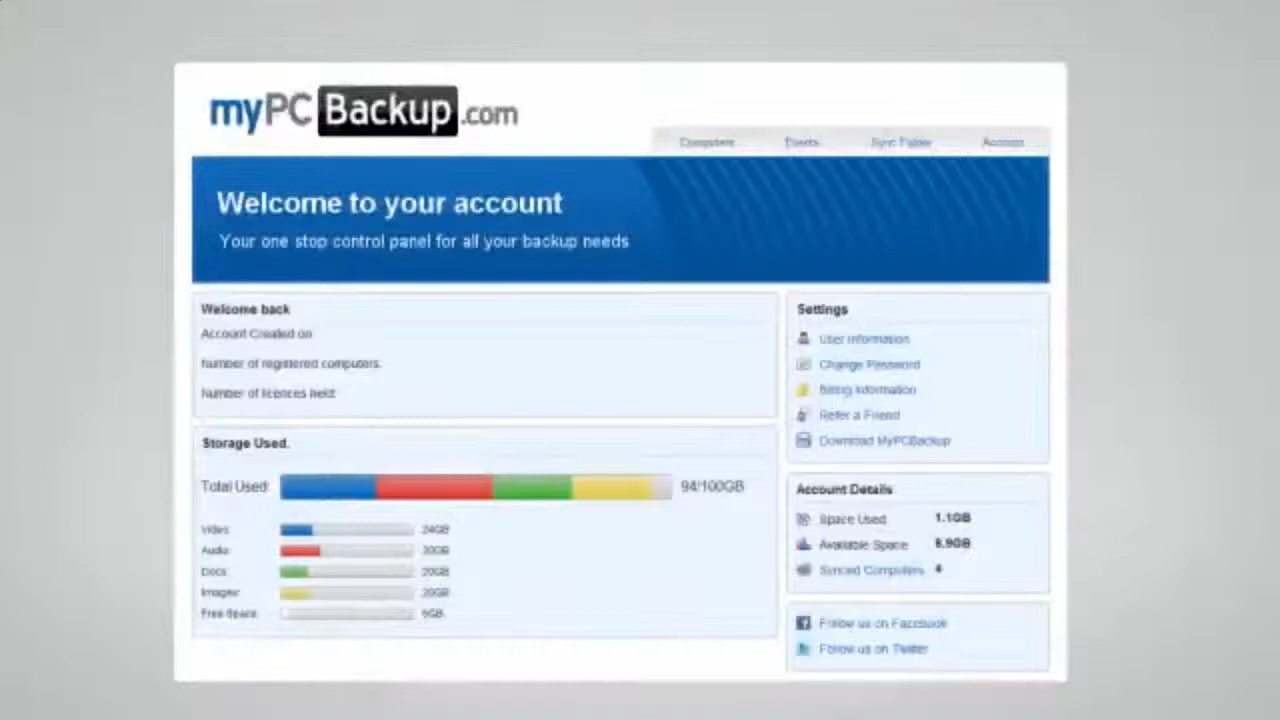 myPC Backup .com
Computers Events Sync Folder Account
Welcome to your account
Your one stop control panel for all your backup needs
Welcome back
Account Created on
Number of registered computers:
Number of licences held:
Storage Used.
Total Used: 94/100GB
Video: 24GB
Audio: 30GB
Docs: 20GB
Images: 20GB
Free Space: 6GB
Settings
User Information
Change Password
Billing Information
Refer a Friend
Download MyPCBackup
Account Details
Space Used 1.1GB
Available Space 8.9GB
Synced Computers 4
Follow us on Facebook
Follow us on Twitter